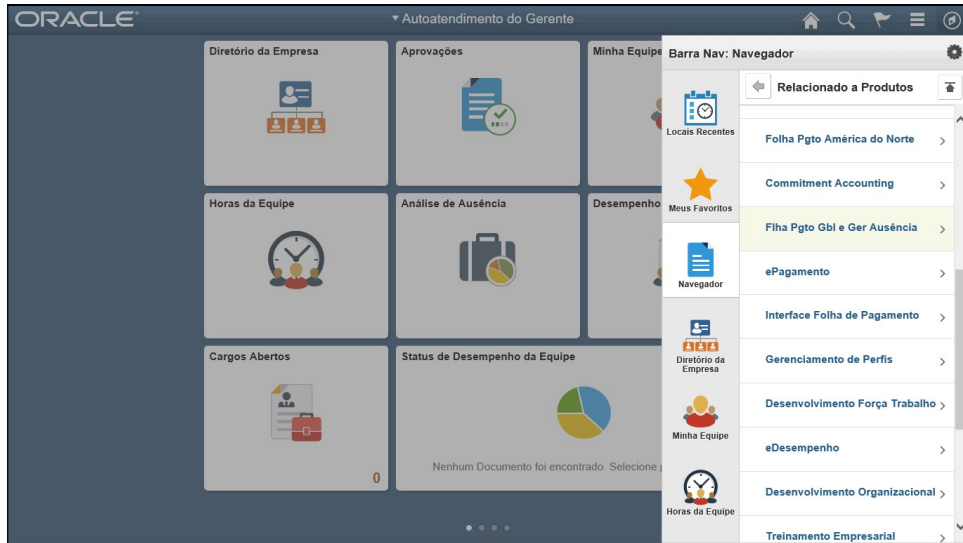 ORACLE
Autoatendimento do Gerente
Diretório da Empresa
Aprovações
Minha Equipe
Horas da Equipe
Análise de Ausência
Desempenho
Cargos Abertos
0
Status de Desempenho da Equipe
Nenhum Documento foi encontrado. Selecione
Barra Nav: Navegador
Locais Recentes
Meus Favoritos
Navegador
Diretório da
Empresa
Minha Equipe
Horas da Equipe
Relacionado a Produtos
Folha Pgto América do Norte
Commitment Accounting
Flha Pgto Gbl e Ger Ausência
ePagamento
Interface Folha de Pagamento
Gerenciamento de Perfis
Desenvolvimento Força Trabalho
eDesempenho
Desenvolvimento Organizacional
Treinamento Empresarial